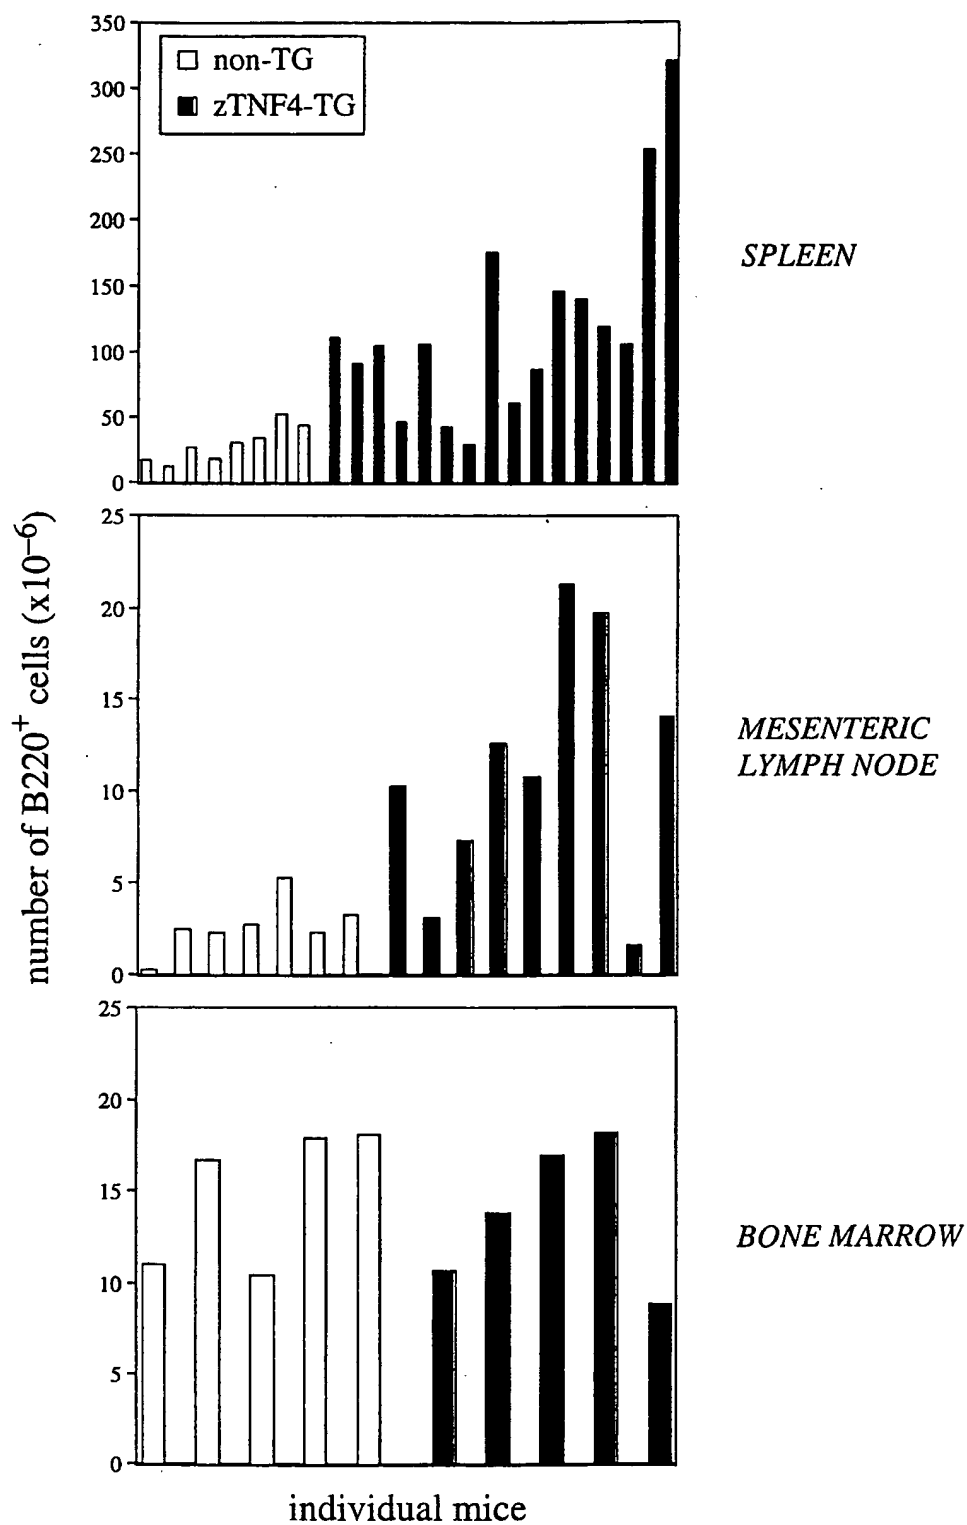 350
300
250
200
150
100
50
0
non-TG
zTNF4-TG
SPLEEN
25
20
15
10
5
0
MESENTERIC
LYMPH NODE
number of B220+ cells (x10–6)
25
20
15
10
5
0
BONE MARROW
individual mice